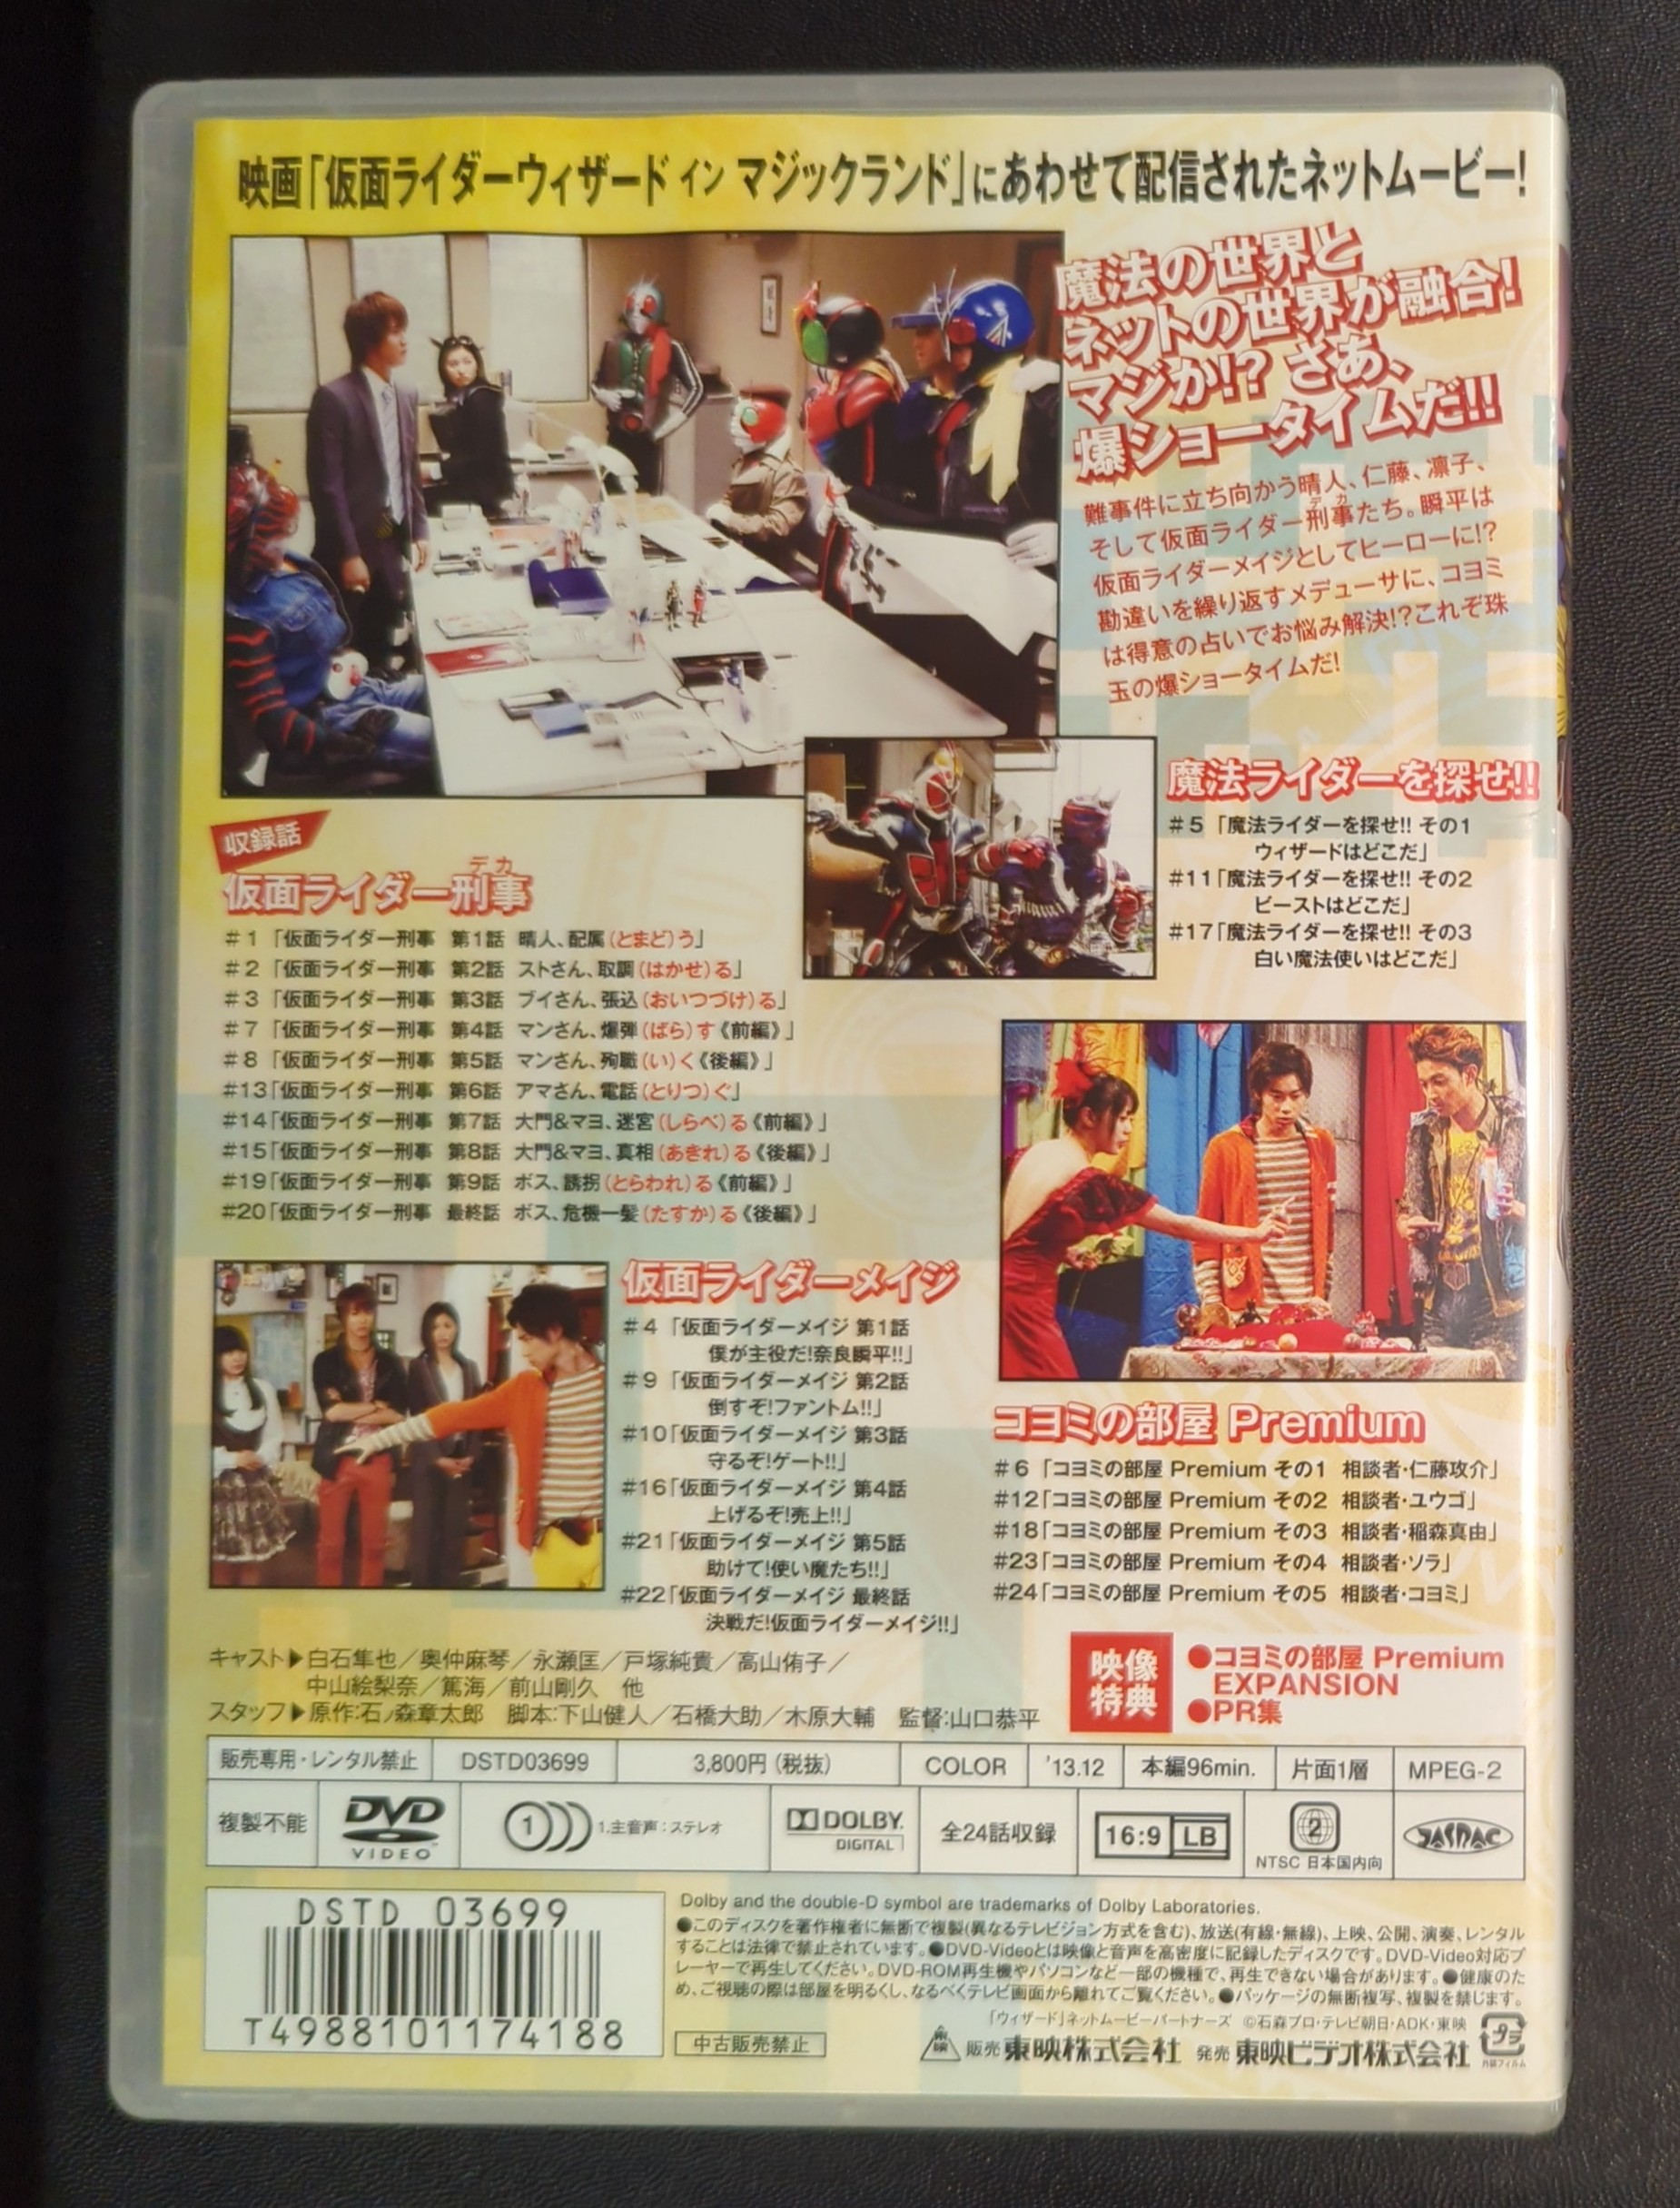 映画「仮面ライダーウィザード イン マジックランド」にあわせて配信されたネットムービー!
魔法の世界と
ネットの世界が融合!
マジか!? さあ、
爆ショータイムだ!!
難事件に立ち向かう晴人、仁藤、凛子、
デカ
そして仮面ライダー刑事たち。瞬平は
仮面ライダーメイジとしてヒーローに!?
勘違いを繰り返すメデューサに、コヨミ
は得意の占いでお悩み解決!?これぞ珠
玉の爆ショータイムだ!
魔法ライダーを探せ!!
#5「魔法ライダーを探せ!! その1
ウィザードはどこだ」
#11「魔法ライダーを探せ!! その2
ビーストはどこだ」
#17「魔法ライダーを探せ!! その3
白い魔法使いはどこだ」
収録話
デカ
仮面ライダー刑事
#1「仮面ライダー刑事 第1話 晴人、配属(とまど)う」
#2「仮面ライダー刑事 第2話 ストさん、取調(はかせ)る」
#3「仮面ライダー刑事 第3話 ブイさん、張込(おいつづけ)る」
#7「仮面ライダー刑事 第4話 マンさん、爆弾(ばら)す《前編》」
#8「仮面ライダー刑事 第5話 マンさん、殉職(い)く《後編》」
#13「仮面ライダー刑事 第6話 アマさん、電話(とりつ)ぐ」
#14「仮面ライダー刑事 第7話 大門&マヨ、迷宮(しらべ)る《前編》」
#15「仮面ライダー刑事 第8話 大門&マヨ、真相(あきれ)る《後編》」
#19「仮面ライダー刑事 第9話 ボス、誘拐(とらわれ)る《前編》」
#20「仮面ライダー刑事 最終話 ボス、危機一髪(たすか)る《後編》」
仮面ライダーメイジ
#4「仮面ライダーメイジ 第1話
僕が主役だ!奈良瞬平!!」
#9「仮面ライダーメイジ 第2話
倒すぞ!ファントム!!」
#10「仮面ライダーメイジ 第3話
守るぞ!ゲート!!」
#16「仮面ライダーメイジ 第4話
上げるぞ!売上!!」
#21「仮面ライダーメイジ 第5話
助けて!使い魔たち!!」
#22「仮面ライダーメイジ 最終話
決戦だ!仮面ライダーメイジ!!」
コヨミの部屋 Premium
#6「コヨミの部屋 Premium その1 相談者・仁藤攻介」
#12「コヨミの部屋 Premium その2 相談者・ユウゴ」
#18「コヨミの部屋 Premium その3 相談者・稲森真由」
#23「コヨミの部屋 Premium その4 相談者・ソラ」
#24「コヨミの部屋 Premium その5 相談者・コヨミ」
キャスト▶白石隼也/奥仲麻琴/永瀬匡/戸塚純貴/高山侑子/
中山絵梨奈/篤海/前山剛久 他
スタッフ▶原作:石ノ森章太郎 脚本:下山健人/石橋大助/木原大輔 監督:山口恭平
映像
特典
●コヨミの部屋 Premium
EXPANSION
●PR集
販売専用・レンタル禁止 DSTD03699 3,800円(税抜) COLOR '13.12 本編96min. 片面1層 MPEG-2
複製不能 DVD VIDEO 1 1.主音声:ステレオ DOLBY DIGITAL 全24話収録 16:9 LB 2 NTSC 日本国内向 JASRAC
DSTD 03699
T4988101174188
Dolby and the double-D symbol are trademarks of Dolby Laboratories.
●このディスクを著作権者に無断で複製(異なるテレビジョン方式を含む)、放送(有線・無線)、上映、公開、演奏、レンタル
することは法律で禁止されています。●DVD-Videoとは映像と音声を高密度に記録したディスクです。DVD-Video対応プ
レーヤーで再生してください。DVD-ROM再生機やパソコンなど一部の機種で、再生できない場合があります。●健康のた
め、ご視聴の際は部屋を明るくし、なるべくテレビ画面から離れてご覧ください。●パッケージの無断複写、複製を禁じます。
「ウィザード」ネットムービーパートナーズ ©石森プロ・テレビ朝日・ADK・東映
中古販売禁止
東映 販売 東映株式会社 発売 東映ビデオ株式会社
プラ
外装フィルム